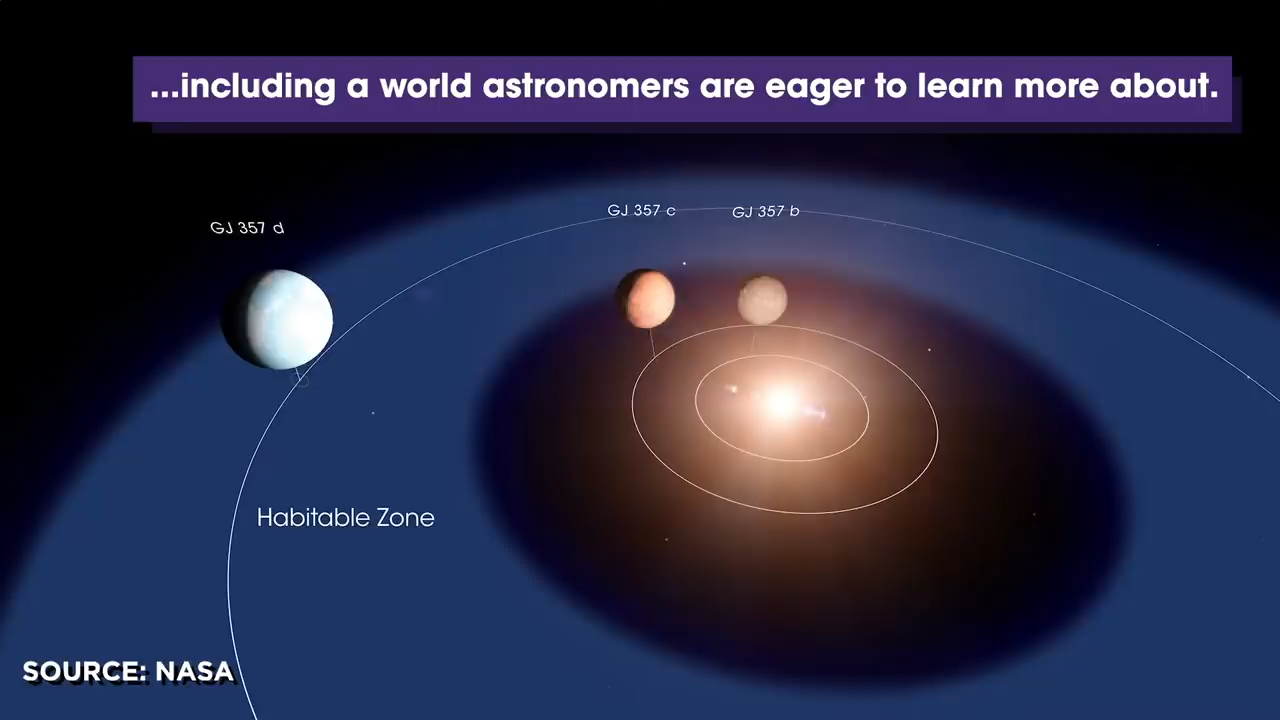 ...including a world astronomers are eager to learn more about.
GJ 357 c
GJ 357 b
GJ 357 d
Habitable Zone
SOURCE: NASA